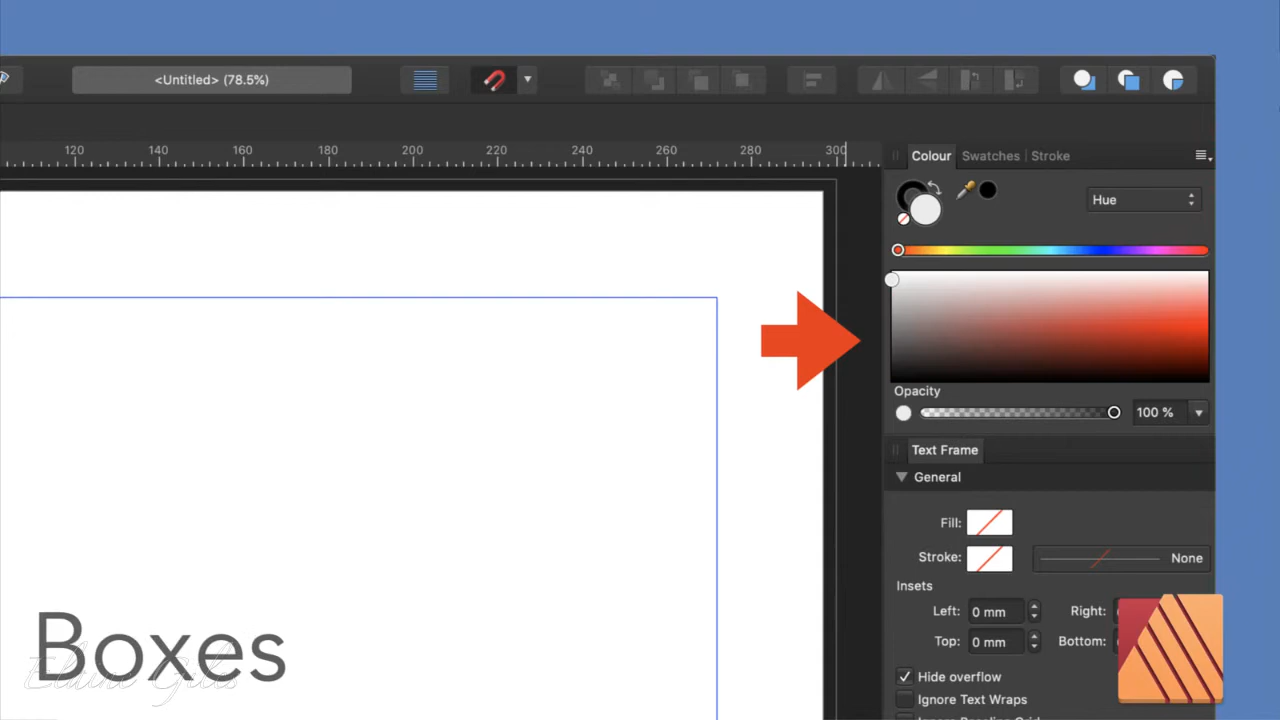 <Untitled> (78.5%)
120 140 160 180 200 220 240 260 280 300
Colour Swatches Stroke
Hue
Opacity
100 %
Text Frame
General
Fill:
Stroke: None
Insets
Left: 0 mm Right:
Top: 0 mm Bottom:
Hide overflow
Ignore Text Wraps
Boxes
Elaine Giles